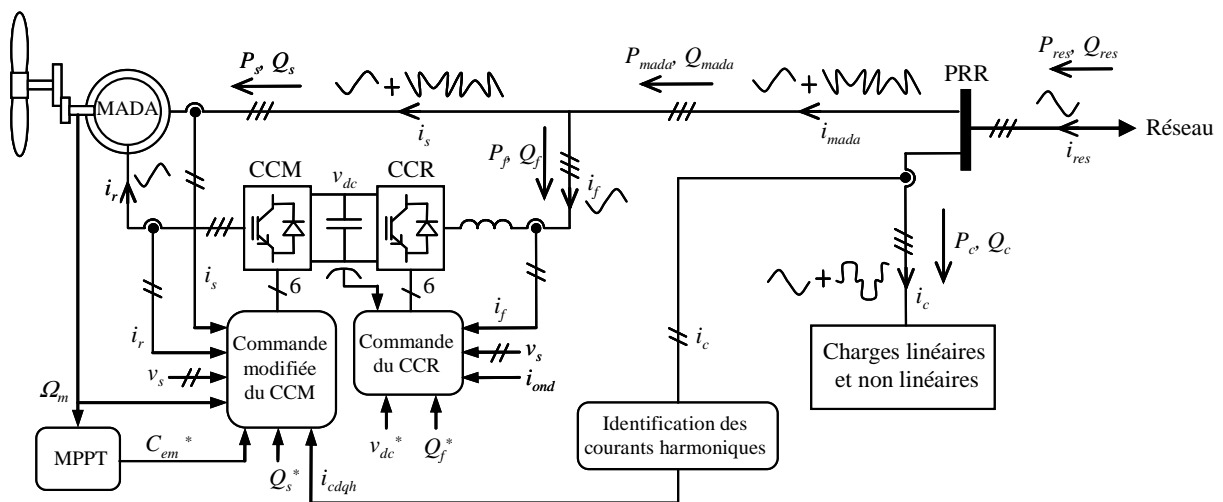 P_res, Q_res
P_s, Q_s
P_mada, Q_mada
PRR
MADA
Réseau
i_s
i_mada
i_res
P_f, Q_f
CCM
v_dc
CCR
i_r
i_f
P_c, Q_c
i_s
6
6
i_c
i_f
i_r
Commande
modifiée
du CCM
Commande
du CCR
v_s
i_c
Charges linéaires
et non linéaires
v_s
i_ond
Ω_m
MPPT
C_em*
Q_s*
i_cdqh
v_dc*
Q_f*
Identification des
courants harmoniques